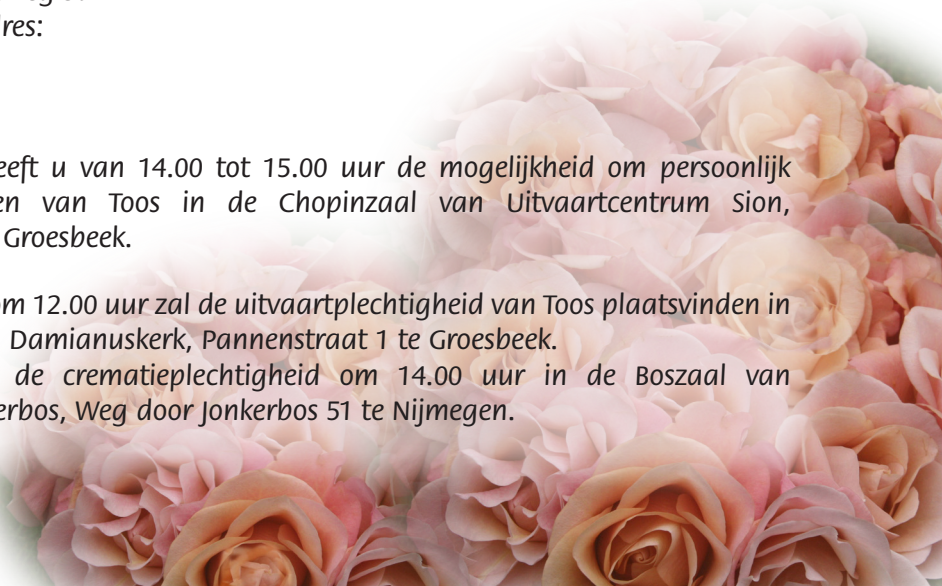 eeft u van 14.00 tot 15.00 uur de mogelijkheid om persoonlijk
en van Toos in de Chopinzaal van Uitvaartcentrum Sion,
Groesbeek.
om 12.00 uur zal de uitvaartplechtigheid van Toos plaatsvinden in
Damianuskerk, Pannenstraat 1 te Groesbeek.
de crematieplechtigheid om 14.00 uur in de Boszaal van
erbos, Weg door Jonkerbos 51 te Nijmegen.